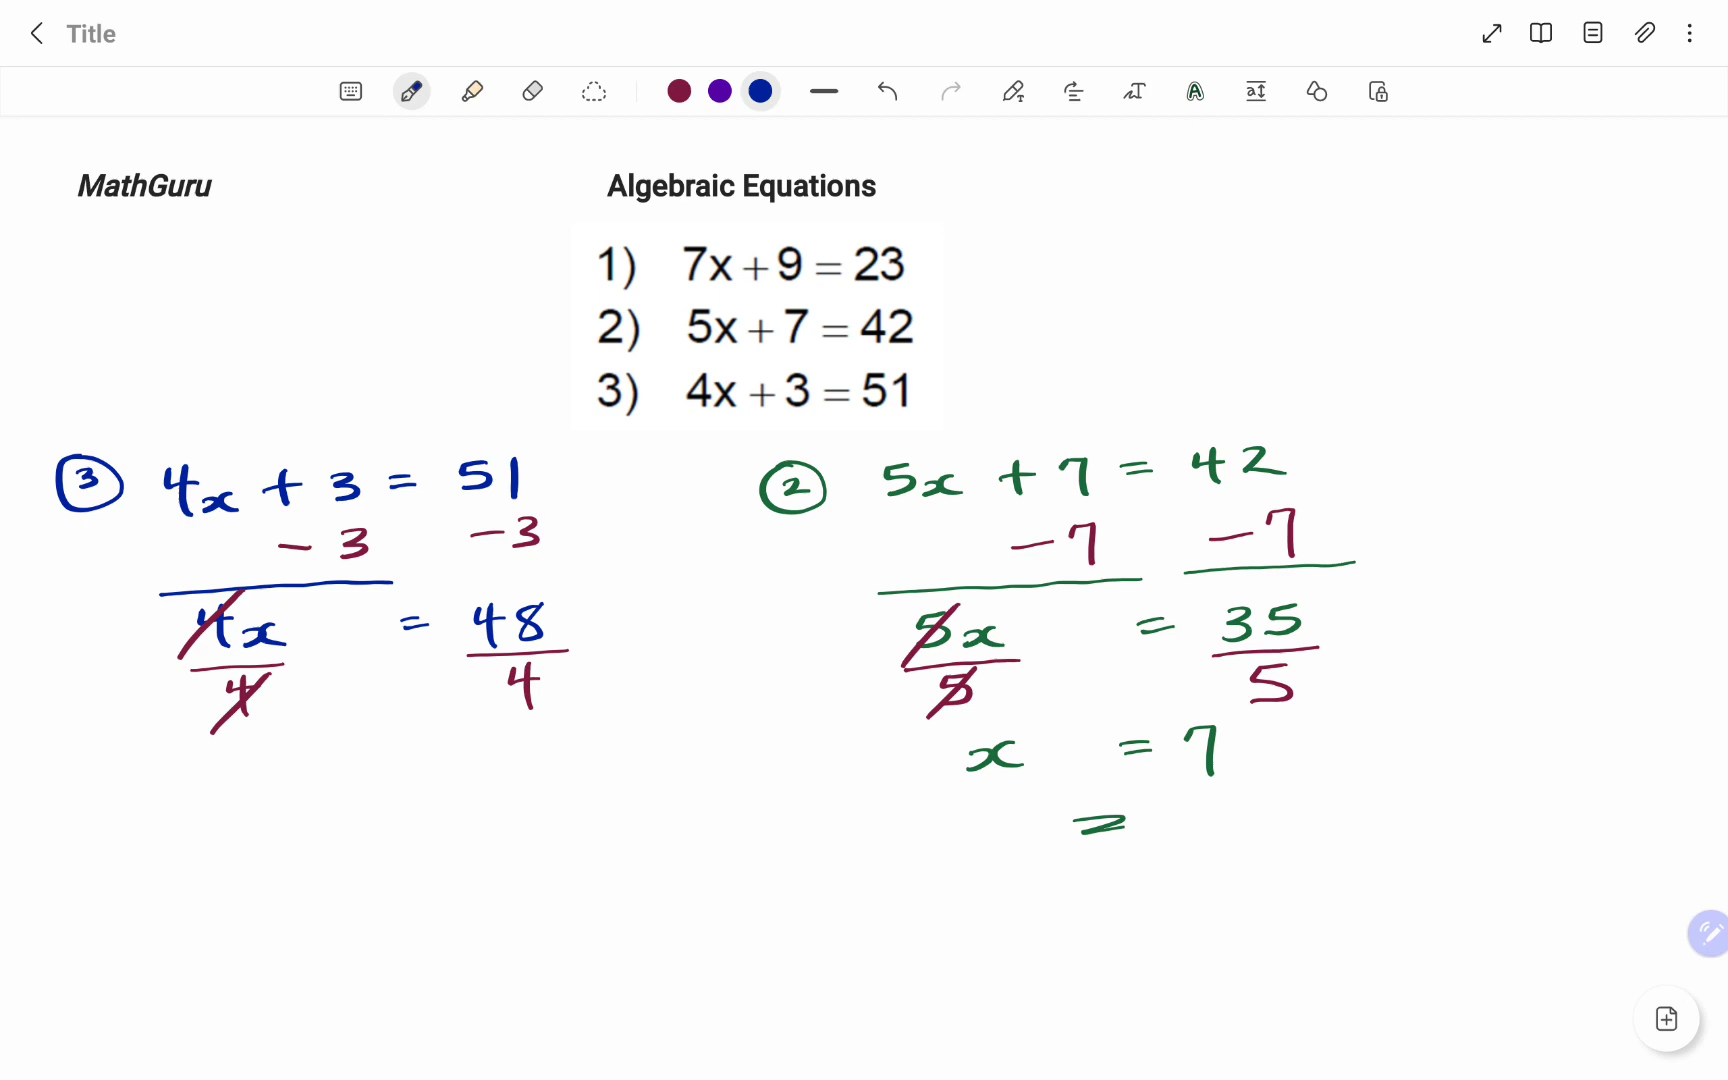 Title
MathGuru
Algebraic Equations
1) 7x + 9 = 23
2) 5x + 7 = 42
3) 4x + 3 = 51
③ 4x + 3 = 51
- 3 - 3
4x = 48
4 4
② 5x + 7 = 42
- 7 - 7
5x = 35
5 5
x = 7